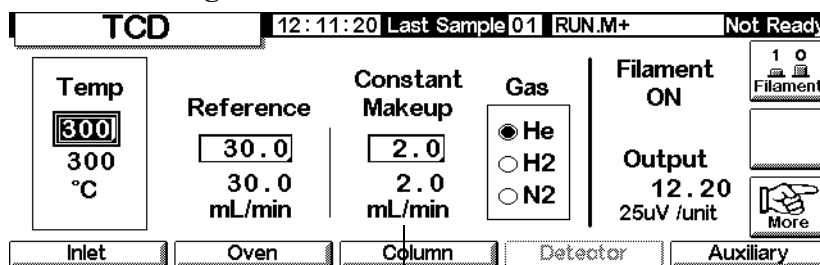 TCD 12:11:20 Last Sample 01 RUN.M+ Not Ready
Temp
300
300
°C
Reference
30.0
30.0
mL/min
Constant
Makeup
2.0
2.0
mL/min
Gas
He
H2
N2
Filament
ON
Output
12.20
25uV /unit
1 0
Filament
More
Inlet Oven Column Detector Auxiliary